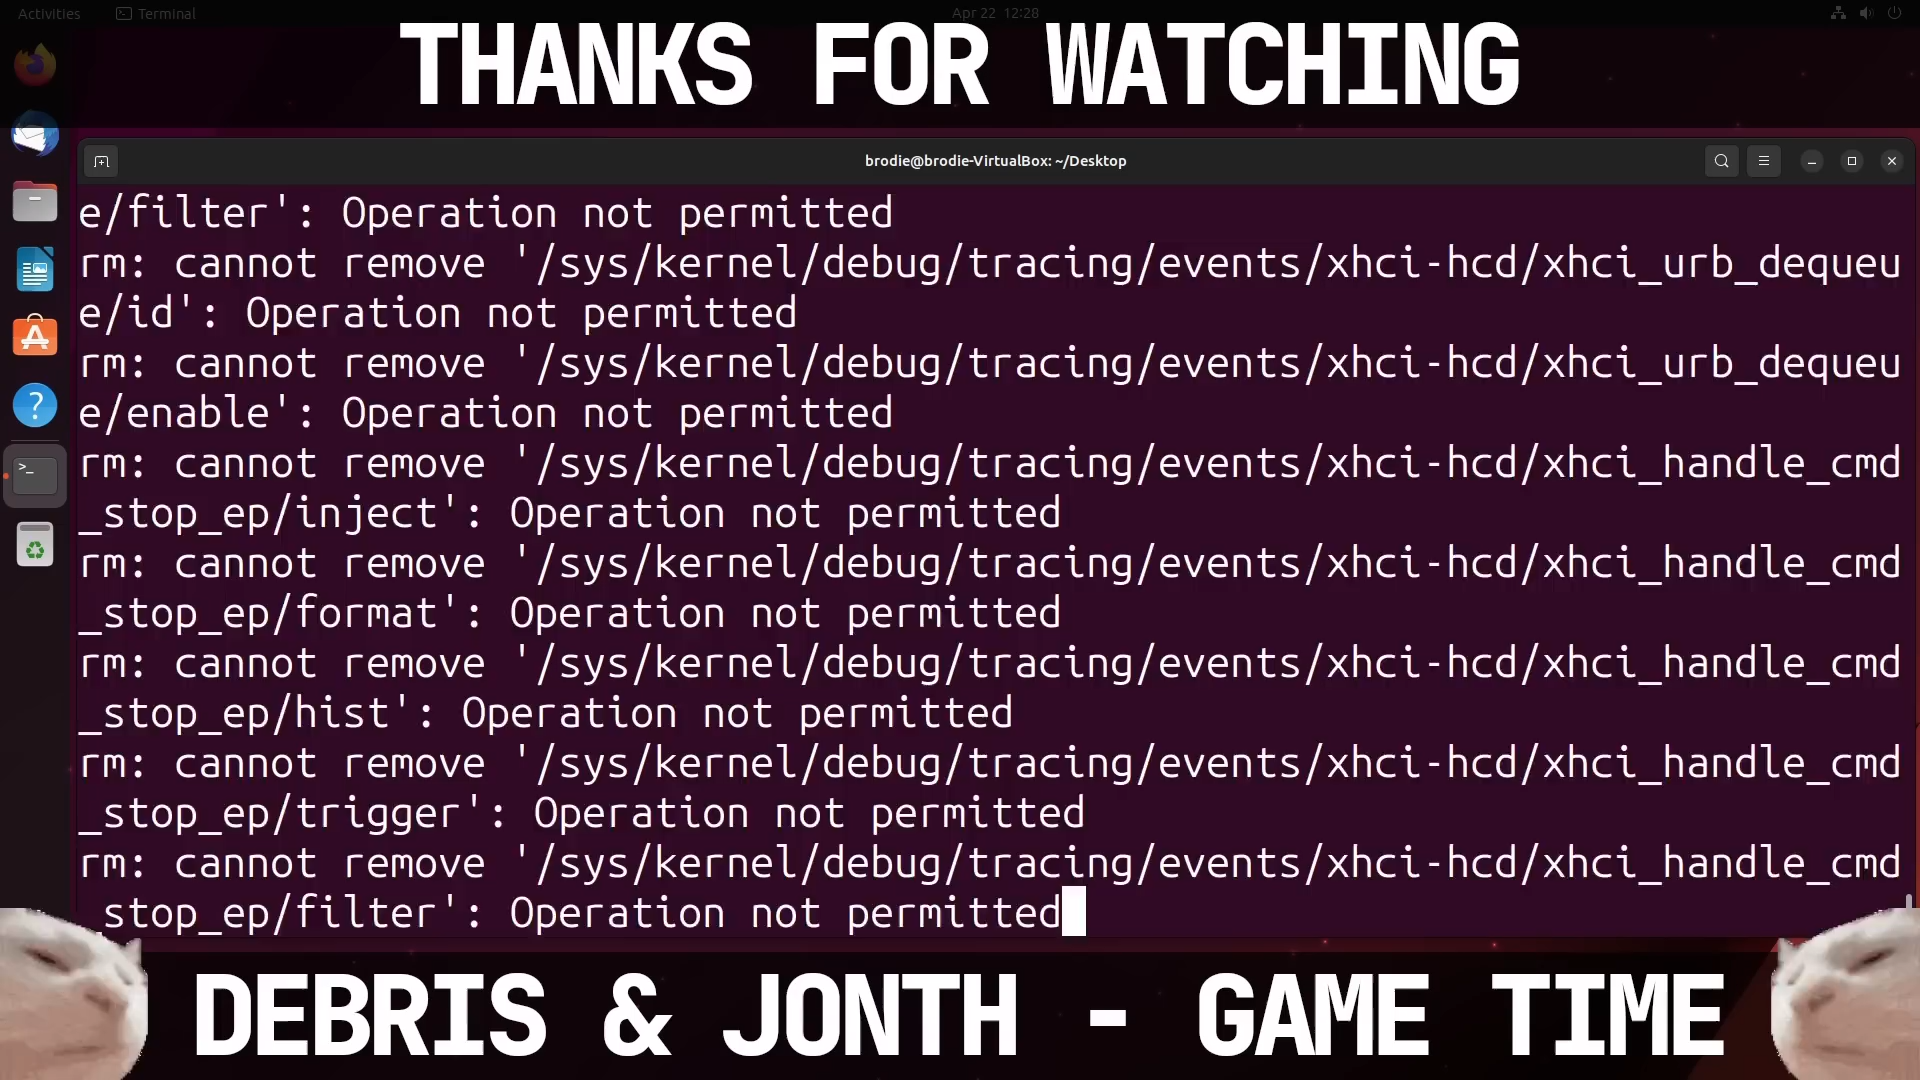 Activities Terminal Apr 22 12:28
THANKS FOR WATCHING
brodie@brodie-VirtualBox: ~/Desktop
e/filter': Operation not permitted
rm: cannot remove '/sys/kernel/debug/tracing/events/xhci-hcd/xhci_urb_dequeu
e/id': Operation not permitted
rm: cannot remove '/sys/kernel/debug/tracing/events/xhci-hcd/xhci_urb_dequeu
e/enable': Operation not permitted
rm: cannot remove '/sys/kernel/debug/tracing/events/xhci-hcd/xhci_handle_cmd
_stop_ep/inject': Operation not permitted
rm: cannot remove '/sys/kernel/debug/tracing/events/xhci-hcd/xhci_handle_cmd
_stop_ep/format': Operation not permitted
rm: cannot remove '/sys/kernel/debug/tracing/events/xhci-hcd/xhci_handle_cmd
_stop_ep/hist': Operation not permitted
rm: cannot remove '/sys/kernel/debug/tracing/events/xhci-hcd/xhci_handle_cmd
_stop_ep/trigger': Operation not permitted
rm: cannot remove '/sys/kernel/debug/tracing/events/xhci-hcd/xhci_handle_cmd
_stop_ep/filter': Operation not permitted
DEBRIS & JONTH - GAME TIME